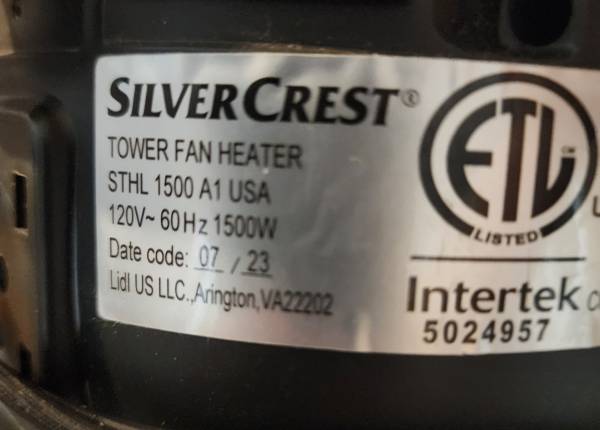 SILVERCREST®
TOWER FAN HEATER
STHL 1500 A1 USA
120V~ 60Hz 1500W
Date code: 07 / 23
Lidl US LLC.,Arington,VA22202
ETL
CM
LISTED
Intertek
5024957